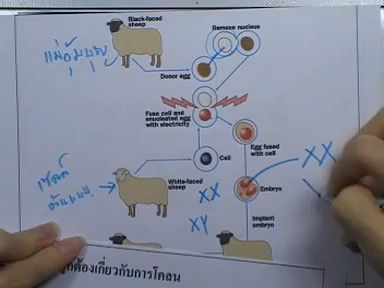 Black-faced
sheep
Remove nucleus
แม่อุ้มบุญ
Donor egg
Fuse cell and
enucleated egg
with electricity
Egg fused
with cell
เซลล์
ต้นแบบ
Cell
White-faced
sheep
XX
XX
Embryo
XY
Implant
embryo
ถูกต้องเกี่ยวกับการโคลน